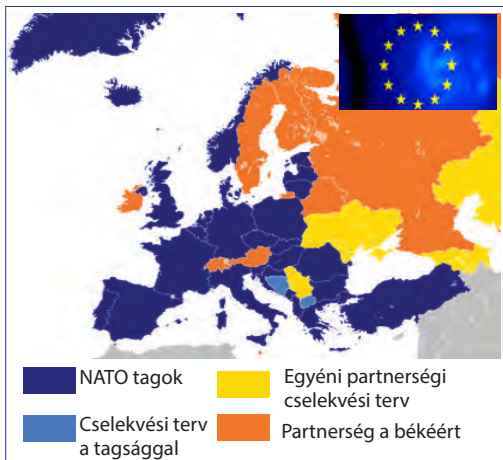 NATO tagok
Egyéni partnerségi
cselekvési terv
Cselekvési terv
a tagsággal
Partnerség a békéért